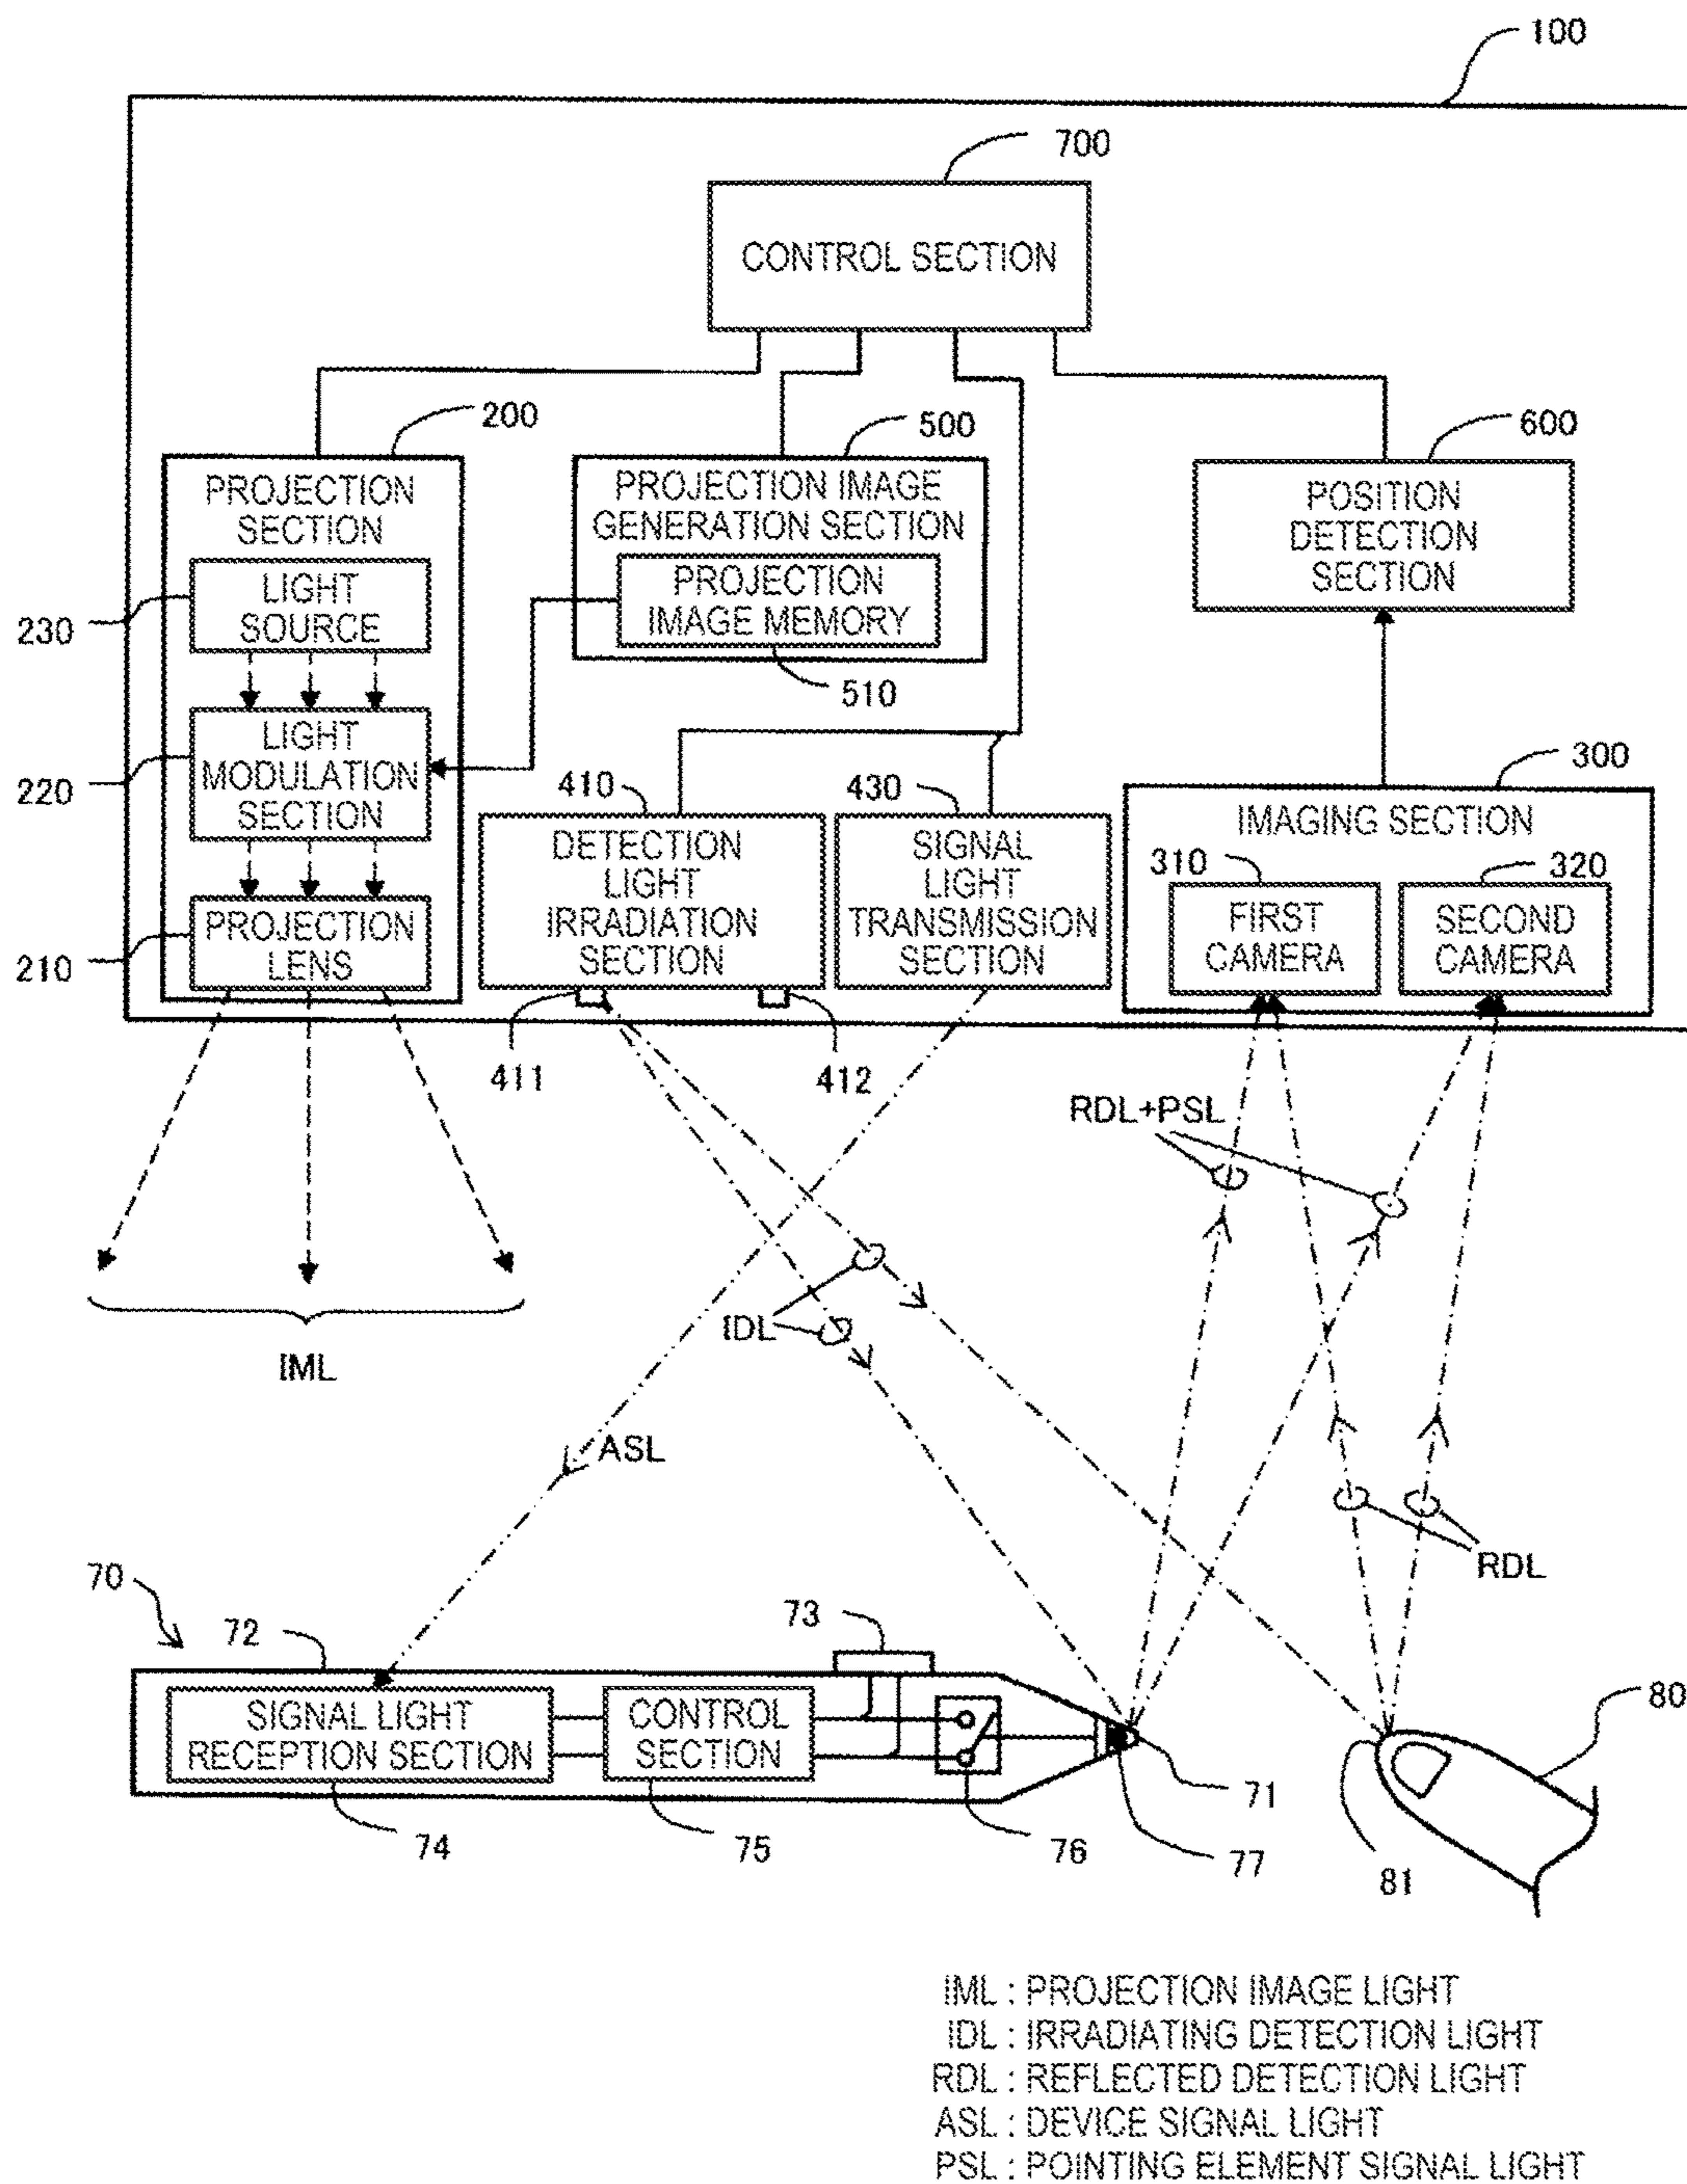 100
700
CONTROL SECTION
200
500
600
PROJECTION
SECTION
PROJECTION IMAGE
GENERATION SECTION
POSITION
DETECTION
SECTION
LIGHT
SOURCE
230
PROJECTION
IMAGE MEMORY
510
LIGHT
MODULATION
SECTION
220
410
430
300
DETECTION
LIGHT
IRRADIATION
SECTION
SIGNAL
LIGHT
TRANSMISSION
SECTION
IMAGING SECTION
310
320
FIRST
CAMERA
SECOND
CAMERA
PROJECTION
LENS
210
411
412
RDL+PSL
IDL
IML
ASL
RDL
70
72
73
80
SIGNAL LIGHT
RECEPTION SECTION
CONTROL
SECTION
71
74
75
76
77
81
IML : PROJECTION IMAGE LIGHT
IDL : IRRADIATING DETECTION LIGHT
RDL : REFLECTED DETECTION LIGHT
ASL : DEVICE SIGNAL LIGHT
PSL : POINTING ELEMENT SIGNAL LIGHT